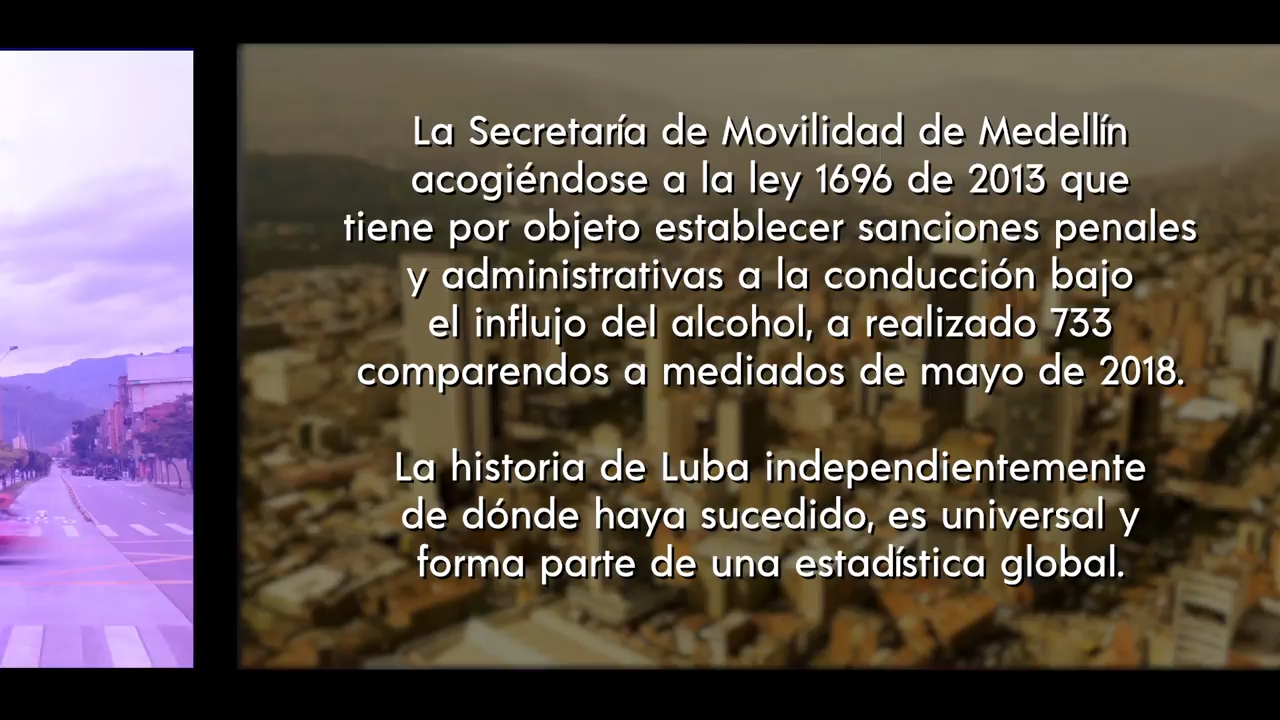 La Secretaría de Movilidad de Medellín
acogiéndose a la ley 1696 de 2013 que
tiene por objeto establecer sanciones penales
y administrativas a la conducción bajo
el influjo del alcohol, a realizado 733
comparendos a mediados de mayo de 2018.
La historia de Luba independientemente
de dónde haya sucedido, es universal y
forma parte de una estadística global.